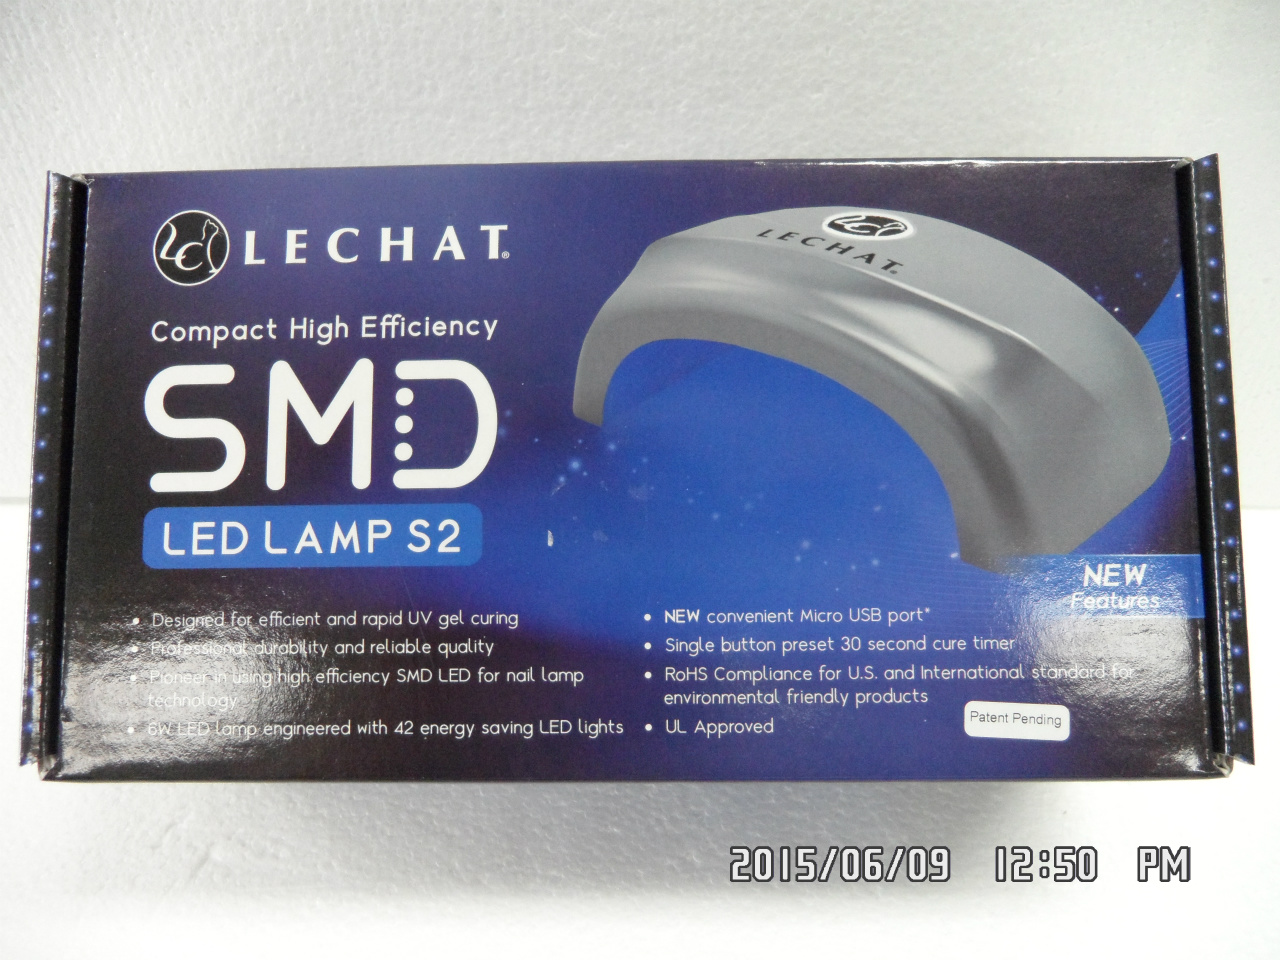 LECHAT®
Compact High Efficiency
SMD
LED LAMP S2
LECHAT
NEW
Features
• Designed for efficient and rapid UV gel curing
• Professional durability and reliable quality
• Pioneer in using high efficiency SMD LED for nail lamp
technology
• 6W LED lamp engineered with 42 energy saving LED lights
• NEW convenient Micro USB port*
• Single button preset 30 second cure timer
• RoHS Compliance for U.S. and International standard for
environmental friendly products
• UL Approved
Patent Pending
2015/06/09 12:50 PM